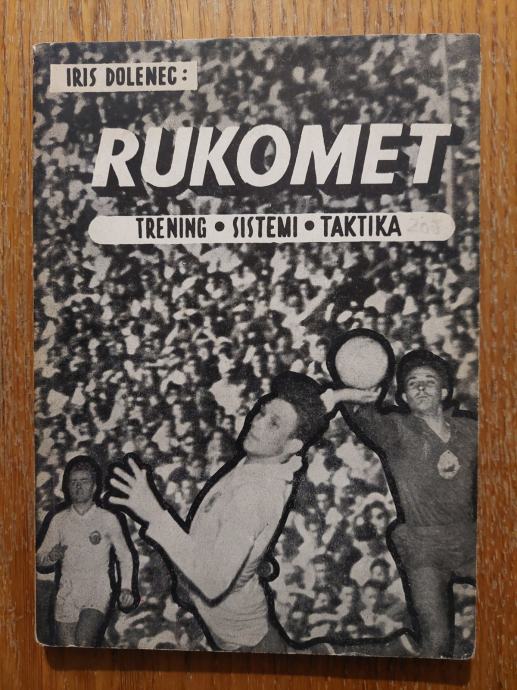 IRIS DOLENEC:
RUKOMET
TRENING • SISTEMI • TAKTIKA